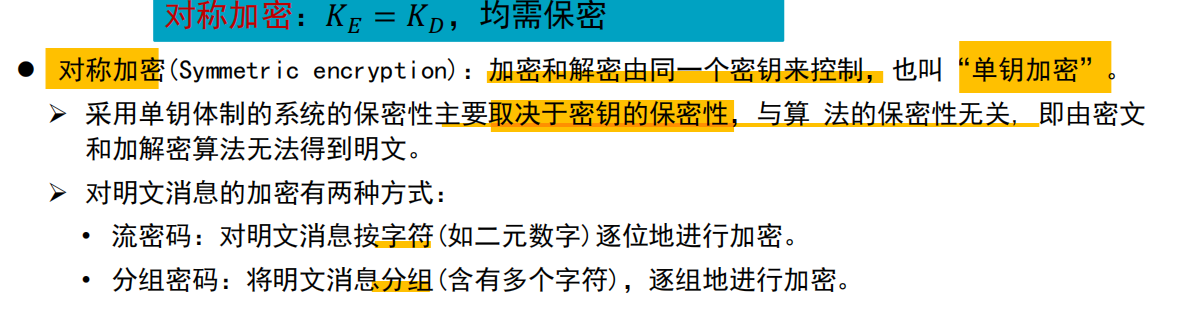 对称加密：K_E = K_D，均需保密
● 对称加密(Symmetric encryption)：加密和解密由同一个密钥来控制，也叫“单钥加密”。
➢ 采用单钥体制的系统的保密性主要取决于密钥的保密性，与算 法的保密性无关，即由密文
和加解密算法无法得到明文。
➢ 对明文消息的加密有两种方式：
• 流密码：对明文消息按字符(如二元数字)逐位地进行加密。
• 分组密码：将明文消息分组(含有多个字符)，逐组地进行加密。